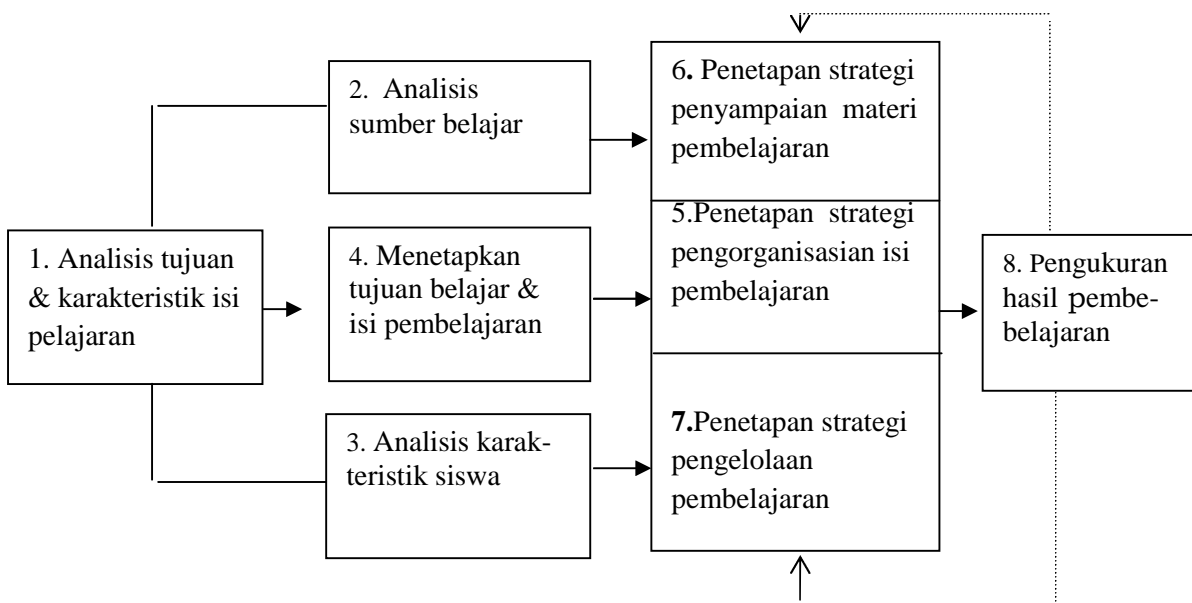 1. Analisis tujuan
& karakteristik isi
pelajaran
2. Analisis
sumber belajar
4. Menetapkan
tujuan belajar &
isi pembelajaran
3. Analisis karak-
teristik siswa
6. Penetapan strategi
penyampaian materi
pembelajaran
5.Penetapan strategi
pengorganisasian isi
pembelajaran
7.Penetapan strategi
pengelolaan
pembelajaran
8. Pengukuran
hasil pembe-
belajaran